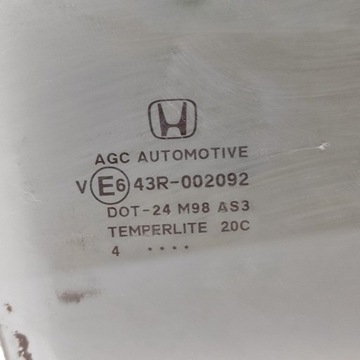 AGC AUTOMOTIVE
V E6 43R-002092
DOT-24 M98 AS3
TEMPERLITE 20C
4 ····